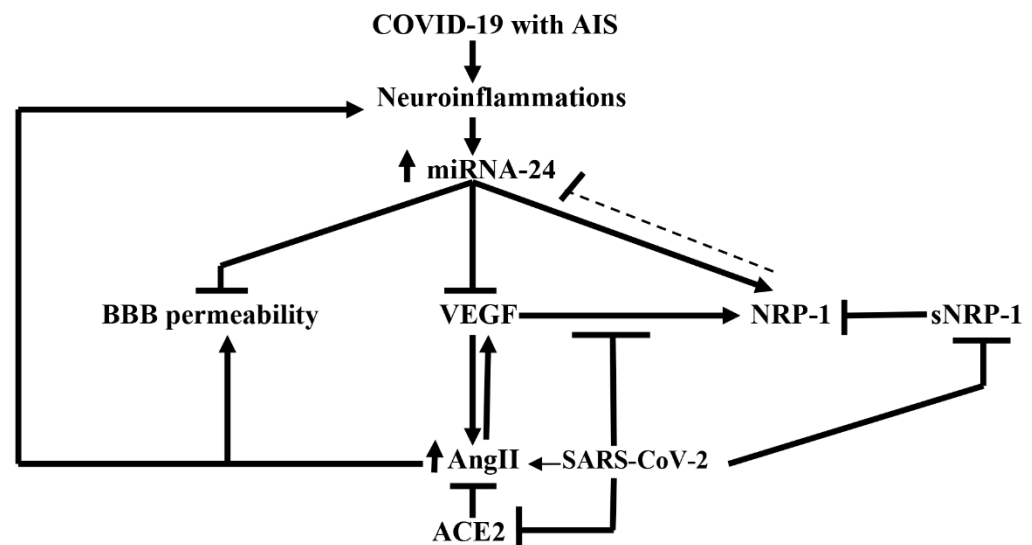 COVID-19 with AIS
Neuroinflammations
miRNA-24
BBB permeability
VEGF
NRP-1
sNRP-1
AngII
SARS-CoV-2
ACE2